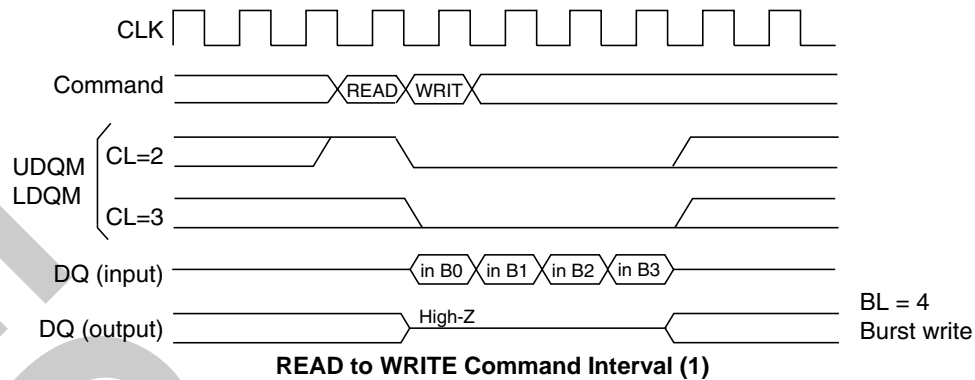 CLK
Command
READ WRIT
UDQM
LDQM
CL=2
CL=3
DQ (input)
in B0 in B1 in B2 in B3
DQ (output)
High-Z
BL = 4
Burst write
READ to WRITE Command Interval (1)